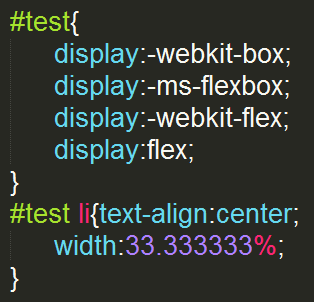 #test{
display:-webkit-box;
display:-ms-flexbox;
display:-webkit-flex;
display:flex;
}
#test li{text-align:center;
width:33.333333%;
}